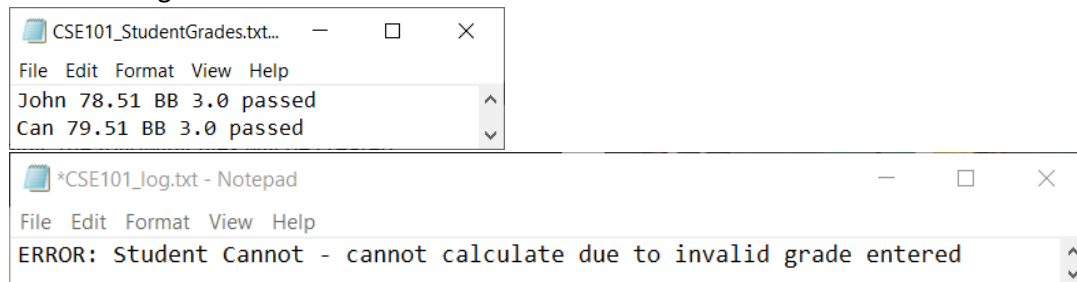 CSE101_StudentGrades.txt...
File Edit Format View Help
John 78.51 BB 3.0 passed
Can 79.51 BB 3.0 passed
*CSE101_log.txt - Notepad
File Edit Format View Help
ERROR: Student Cannot - cannot calculate due to invalid grade entered